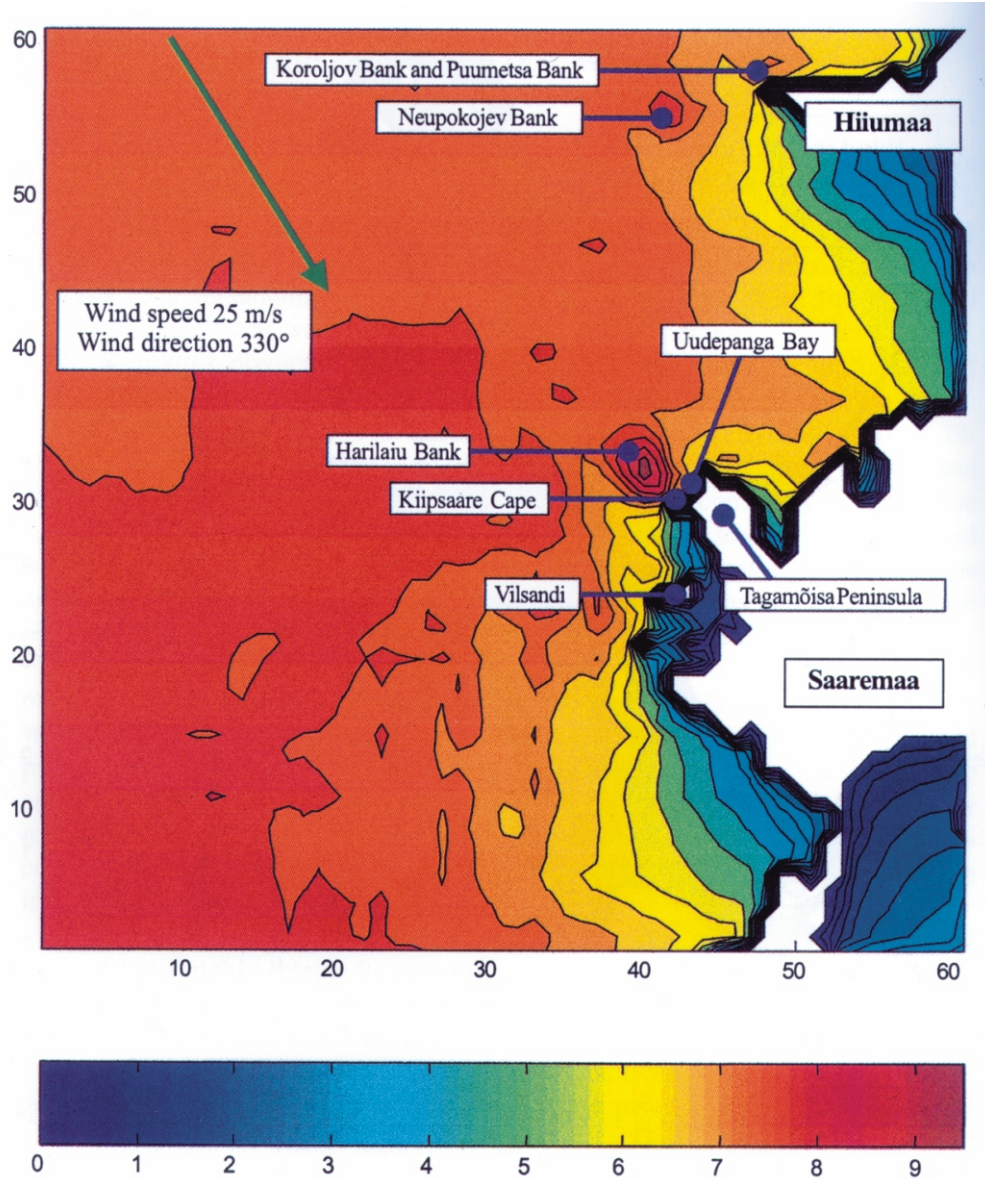 60
Koroljov Bank and Puumetsa Bank
Neupokojev Bank
Hiiumaa
50
Wind speed 25 m/s
Wind direction 330°
Uudepanga Bay
40
Harilaiu Bank
30
Kiipsaare Cape
Vilsandi
Tagamõisa Peninsula
20
Saaremaa
10
10 20 30 40 50 60
0 1 2 3 4 5 6 7 8 9